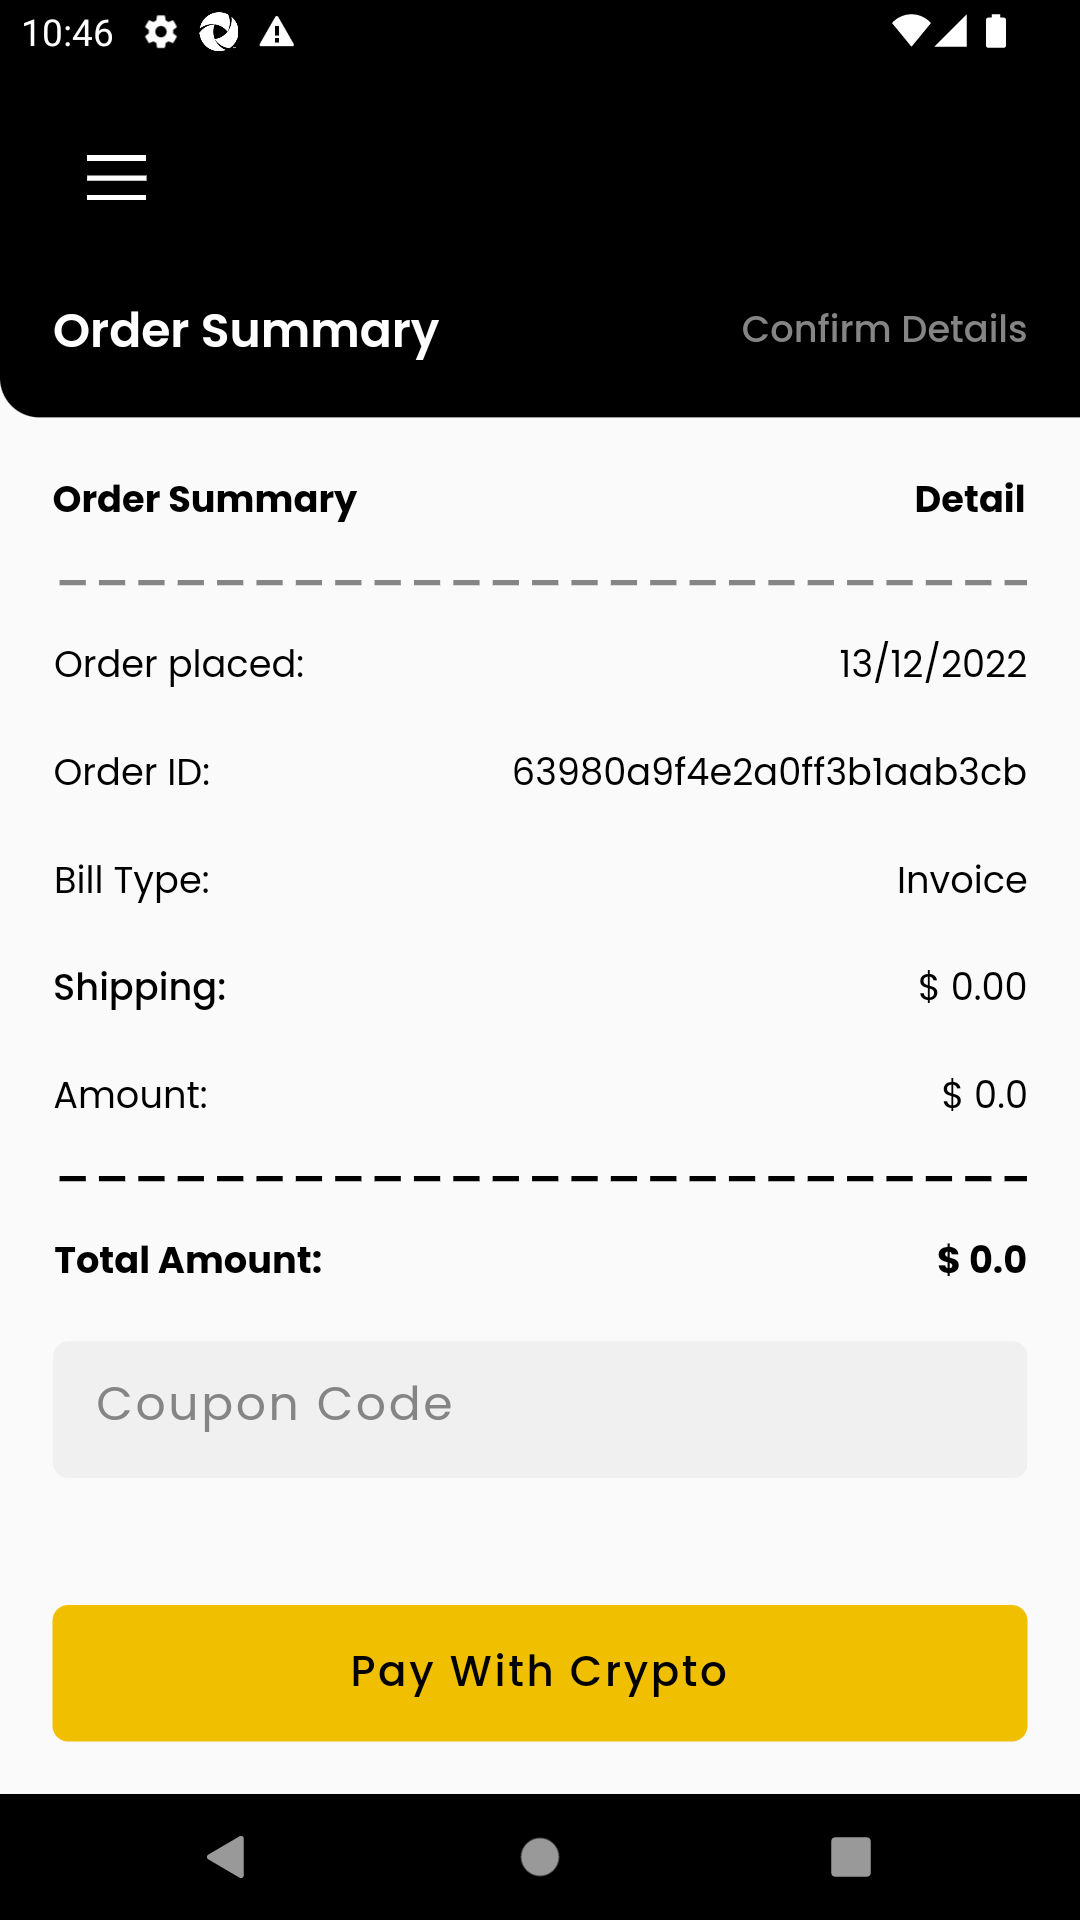 10:46
Order Summary
Confirm Details
Order Summary Detail
Order placed: 13/12/2022
Order ID: 63980a9f4e2a0ff3b1aab3cb
Bill Type: Invoice
Shipping: $ 0.00
Amount: $ 0.0
Total Amount: $ 0.0
Coupon Code
Pay With Crypto